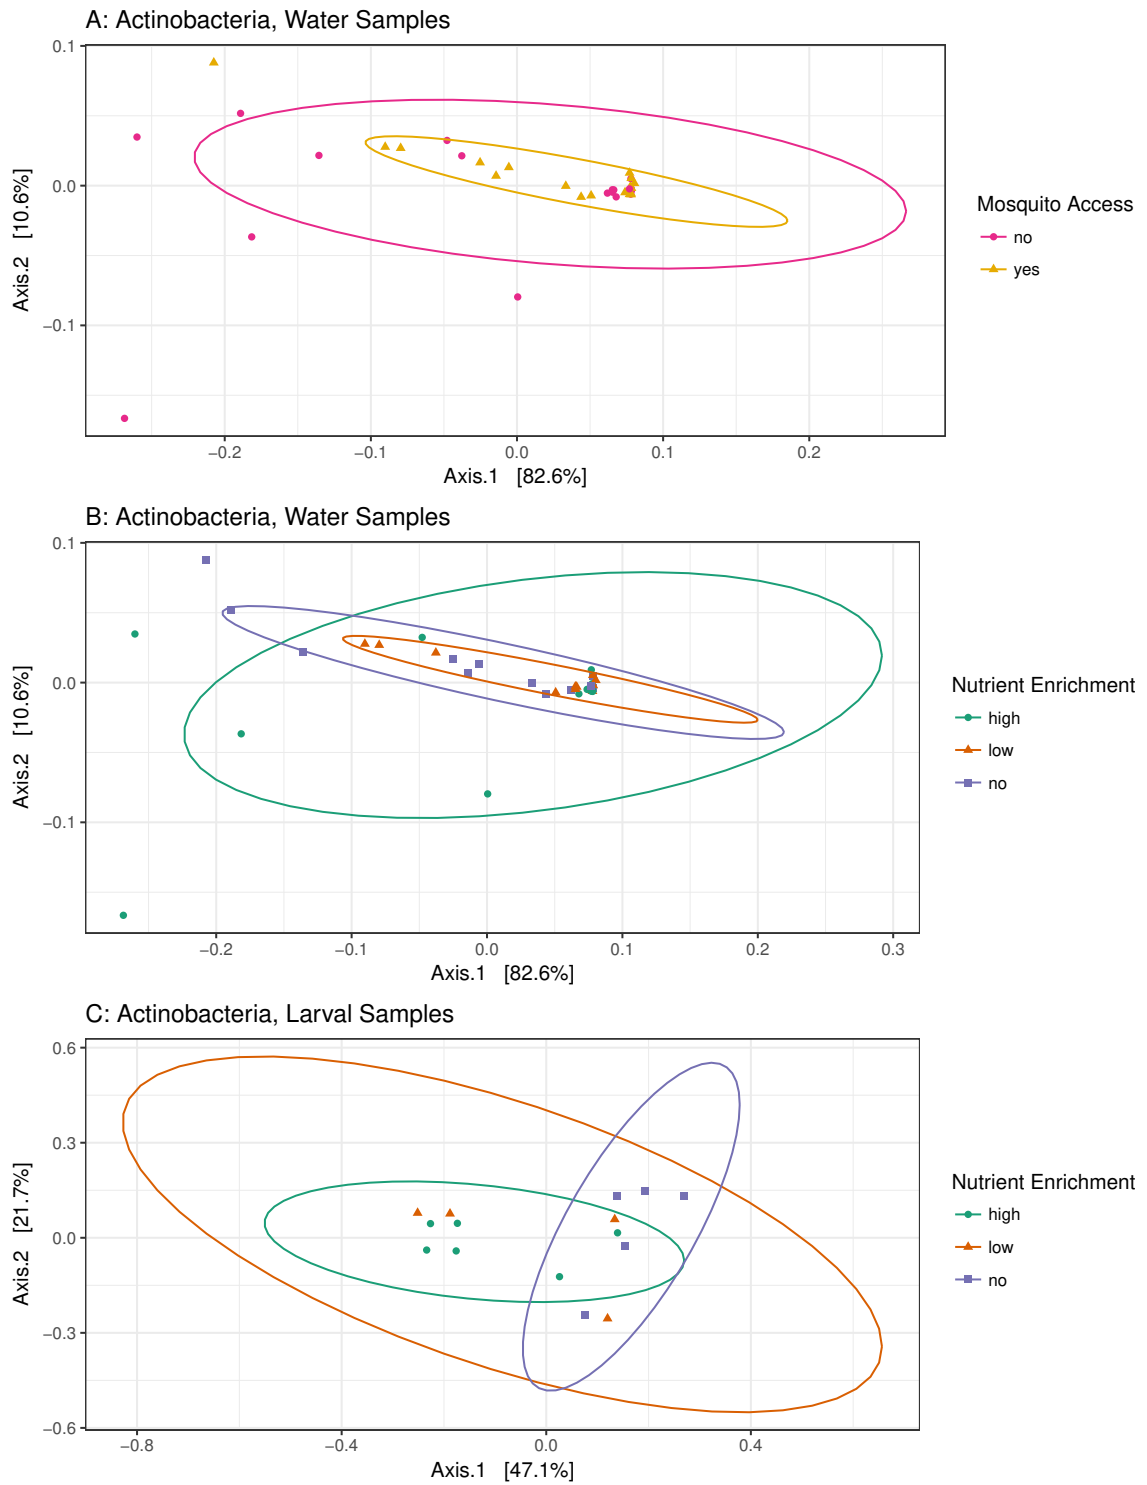 A: Actinobacteria, Water Samples
0.1
0.0
−0.1
Axis.2 [10.6%]
−0.2 −0.1 0.0 0.1 0.2
Axis.1 [82.6%]
Mosquito Access
no
yes
B: Actinobacteria, Water Samples
0.1
0.0
−0.1
Axis.2 [10.6%]
−0.2 −0.1 0.0 0.1 0.2 0.3
Axis.1 [82.6%]
Nutrient Enrichment
high
low
no
C: Actinobacteria, Larval Samples
0.6
0.3
0.0
−0.3
−0.6
Axis.2 [21.7%]
−0.8 −0.4 0.0 0.4
Axis.1 [47.1%]
Nutrient Enrichment
high
low
no